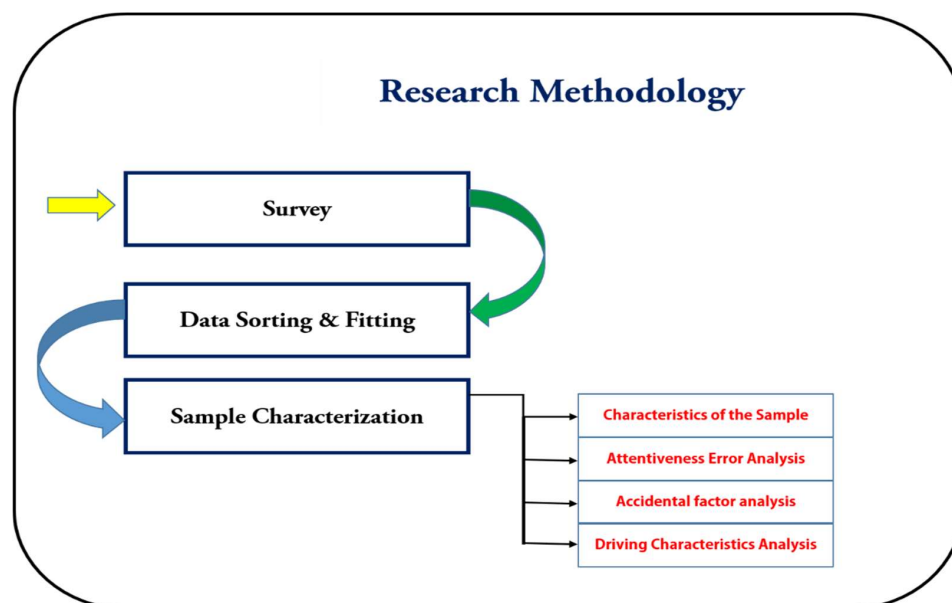 Research Methodology
Survey
Data Sorting & Fitting
Sample Characterization
Characteristics of the Sample
Attentiveness Error Analysis
Accidental factor analysis
Driving Characteristics Analysis